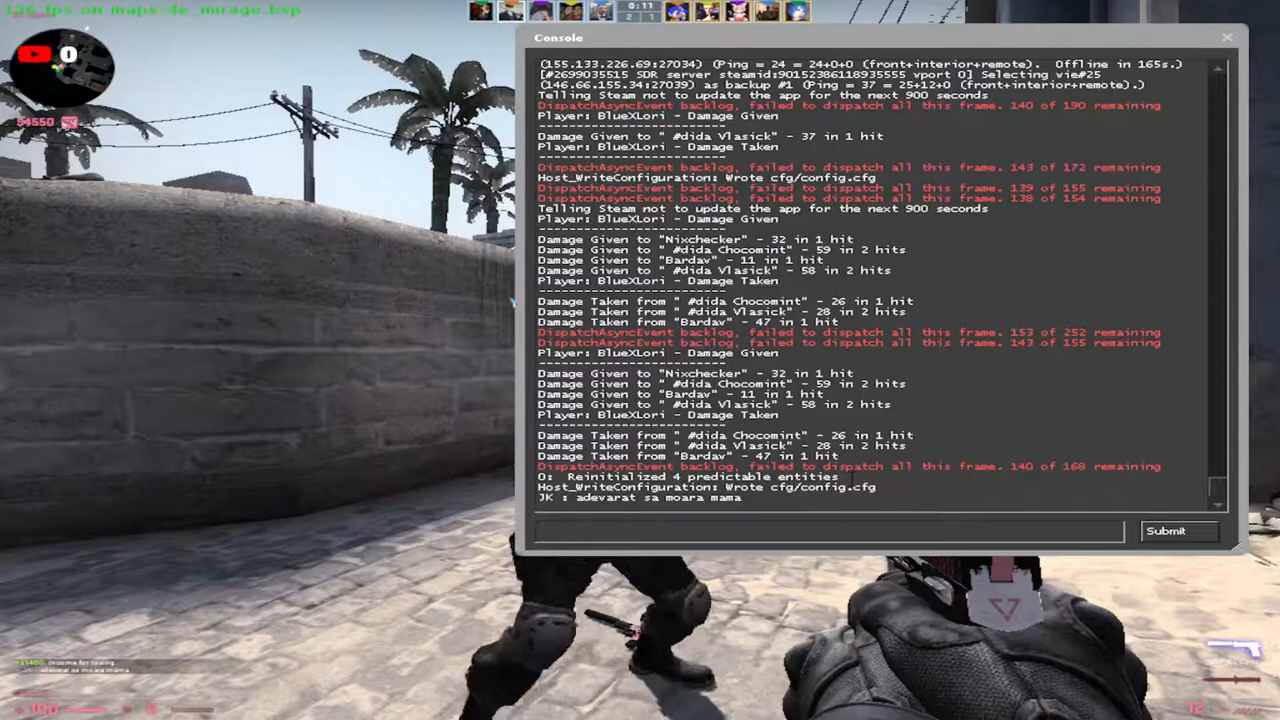 136 fps on maps\de_mirage.bsp
0:11
2 1
0
$4550
Console
(155.133.226.69:27034) (Ping = 24 = 24+0+0 (front+interior+remote). Offline in 165s.)
[#2699035515 SDR server steamid:90152386118935555 vport 0] Selecting vie#25
(146.66.155.34:27039) as backup #1 (Ping = 37 = 25+12+0 (front+interior+remote).)
Telling Steam not to update the app for the next 900 seconds
DispatchAsyncEvent backlog, failed to dispatch all this frame. 140 of 190 remaining
Player: BlueXLori - Damage Given
-------------------------
Damage Given to " #dida Vlasick" - 37 in 1 hit
Player: BlueXLori - Damage Taken
-------------------------
DispatchAsyncEvent backlog, failed to dispatch all this frame. 143 of 172 remaining
Host_WriteConfiguration: Wrote cfg/config.cfg
DispatchAsyncEvent backlog, failed to dispatch all this frame. 139 of 155 remaining
DispatchAsyncEvent backlog, failed to dispatch all this frame. 138 of 154 remaining
Telling Steam not to update the app for the next 900 seconds
Player: BlueXLori - Damage Given
-------------------------
Damage Given to "Nixchecker" - 32 in 1 hit
Damage Given to " #dida Chocomint" - 59 in 2 hits
Damage Given to "Bardav" - 11 in 1 hit
Damage Given to " #dida Vlasick" - 58 in 2 hits
Player: BlueXLori - Damage Taken
-------------------------
Damage Taken from " #dida Chocomint" - 26 in 1 hit
Damage Taken from " #dida Vlasick" - 28 in 2 hits
Damage Taken from "Bardav" - 47 in 1 hit
DispatchAsyncEvent backlog, failed to dispatch all this frame. 153 of 252 remaining
DispatchAsyncEvent backlog, failed to dispatch all this frame. 143 of 155 remaining
Player: BlueXLori - Damage Given
-------------------------
Damage Given to "Nixchecker" - 32 in 1 hit
Damage Given to " #dida Chocomint" - 59 in 2 hits
Damage Given to "Bardav" - 11 in 1 hit
Damage Given to " #dida Vlasick" - 58 in 2 hits
Player: BlueXLori - Damage Taken
-------------------------
Damage Taken from " #dida Chocomint" - 26 in 1 hit
Damage Taken from " #dida Vlasick" - 28 in 2 hits
Damage Taken from "Bardav" - 47 in 1 hit
DispatchAsyncEvent backlog, failed to dispatch all this frame. 140 of 168 remaining
0: Reinitialized 4 predictable entities
Host_WriteConfiguration: Wrote cfg/config.cfg
JK : adevarat sa moara mama
Submit
+$1400: Income for losing.
adevarat sa moara mama
100
12